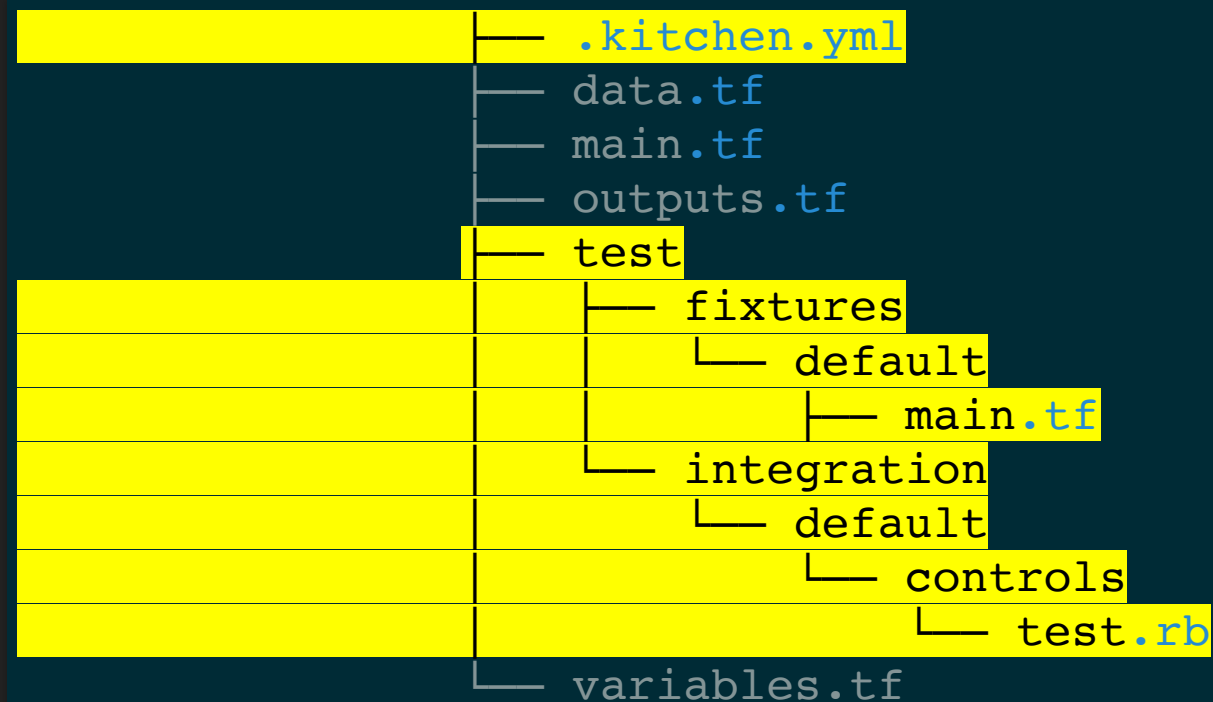 ├── .kitchen.yml
├── data.tf
├── main.tf
├── outputs.tf
├── test
│   ├── fixtures
│   │   └── default
│   │       ├── main.tf
│   └── integration
│       └── default
│           └── controls
│               └── test.rb
└── variables.tf